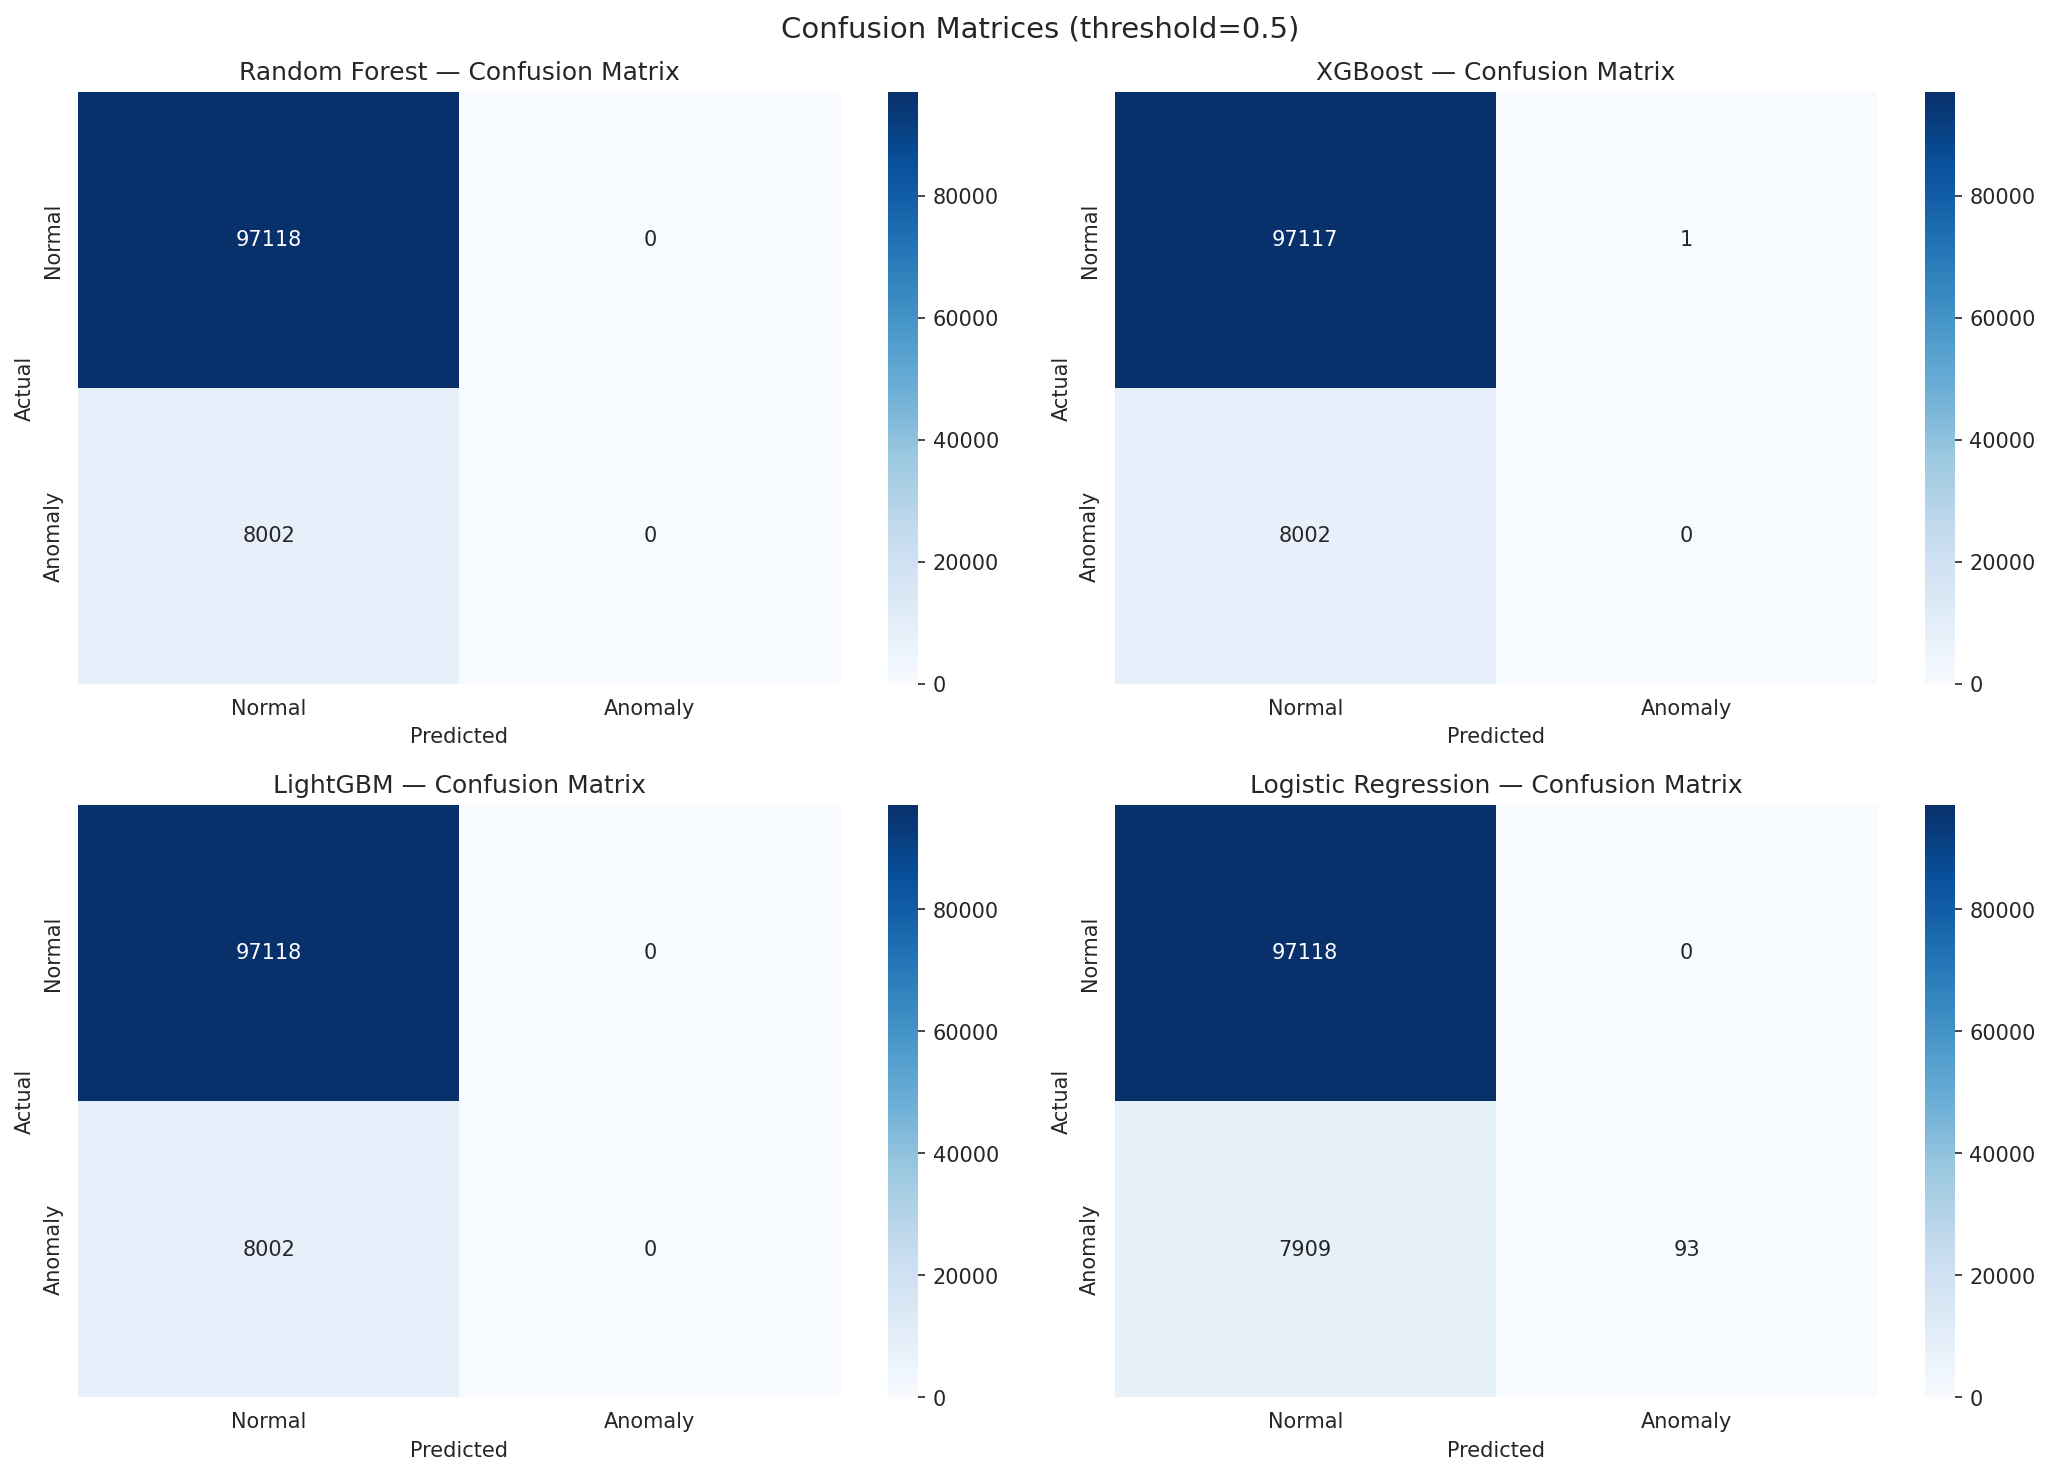 Confusion Matrices (threshold=0.5)
Random Forest — Confusion Matrix
Actual
Normal
Anomaly
97118
0
8002
0
Normal
Anomaly
Predicted
80000
60000
40000
20000
0
XGBoost — Confusion Matrix
Actual
Normal
Anomaly
97117
1
8002
0
Normal
Anomaly
Predicted
80000
60000
40000
20000
0
LightGBM — Confusion Matrix
Actual
Normal
Anomaly
97118
0
8002
0
Normal
Anomaly
Predicted
80000
60000
40000
20000
0
Logistic Regression — Confusion Matrix
Actual
Normal
Anomaly
97118
0
7909
93
Normal
Anomaly
Predicted
80000
60000
40000
20000
0